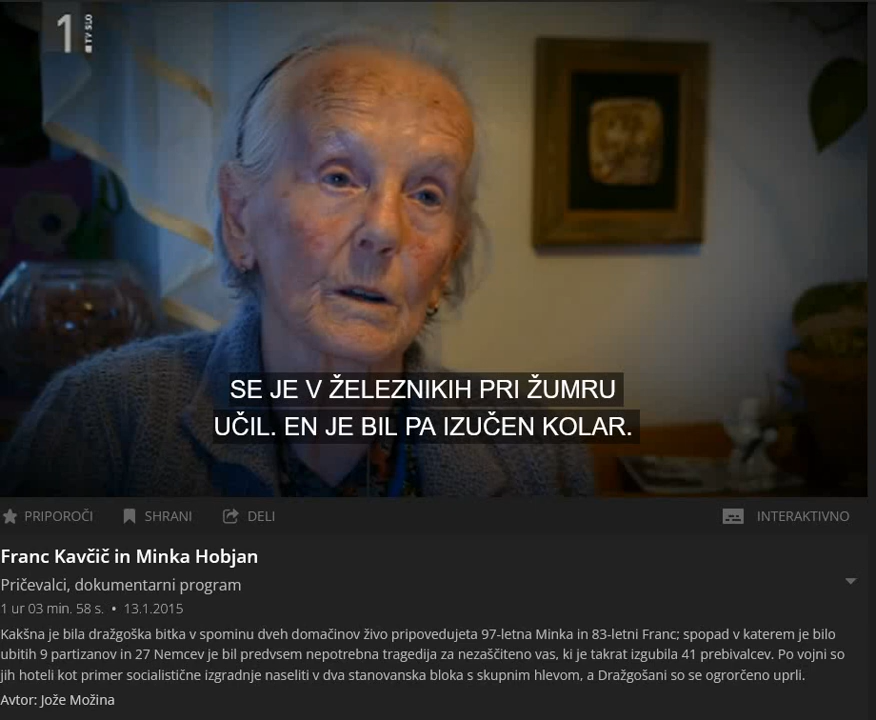 1
TV SLO
SE JE V ŽELEZNIKIH PRI ŽUMRU
UČIL. EN JE BIL PA IZUČEN KOLAR.
PRIPOROČI SHRANI DELI INTERAKTIVNO
Franc Kavčič in Minka Hobjan
Pričevalci, dokumentarni program
1 ur 03 min. 58 s. • 13.1.2015
Kakšna je bila dražgoška bitka v spominu dveh domačinov živo pripovedujeta 97-letna Minka in 83-letni Franc; spopad v katerem je bilo
ubitih 9 partizanov in 27 Nemcev je bil predvsem nepotrebna tragedija za nezaščiteno vas, ki je takrat izgubila 41 prebivalcev. Po vojni so
jih hoteli kot primer socialistične izgradnje naseliti v dva stanovanska bloka s skupnim hlevom, a Dražgošani so se ogrorčeno uprli.
Avtor: Jože Možina